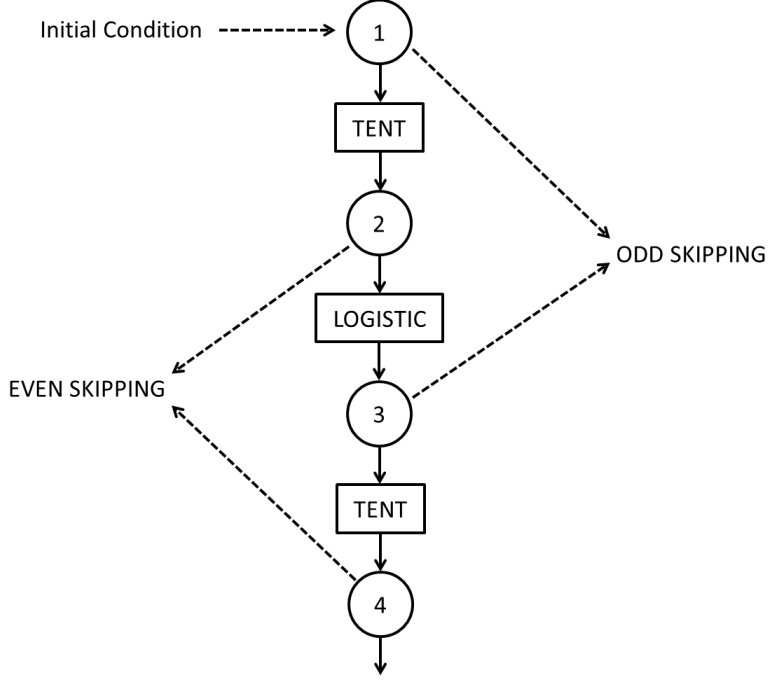 Initial Condition
1
TENT
2
ODD SKIPPING
LOGISTIC
EVEN SKIPPING
3
TENT
4